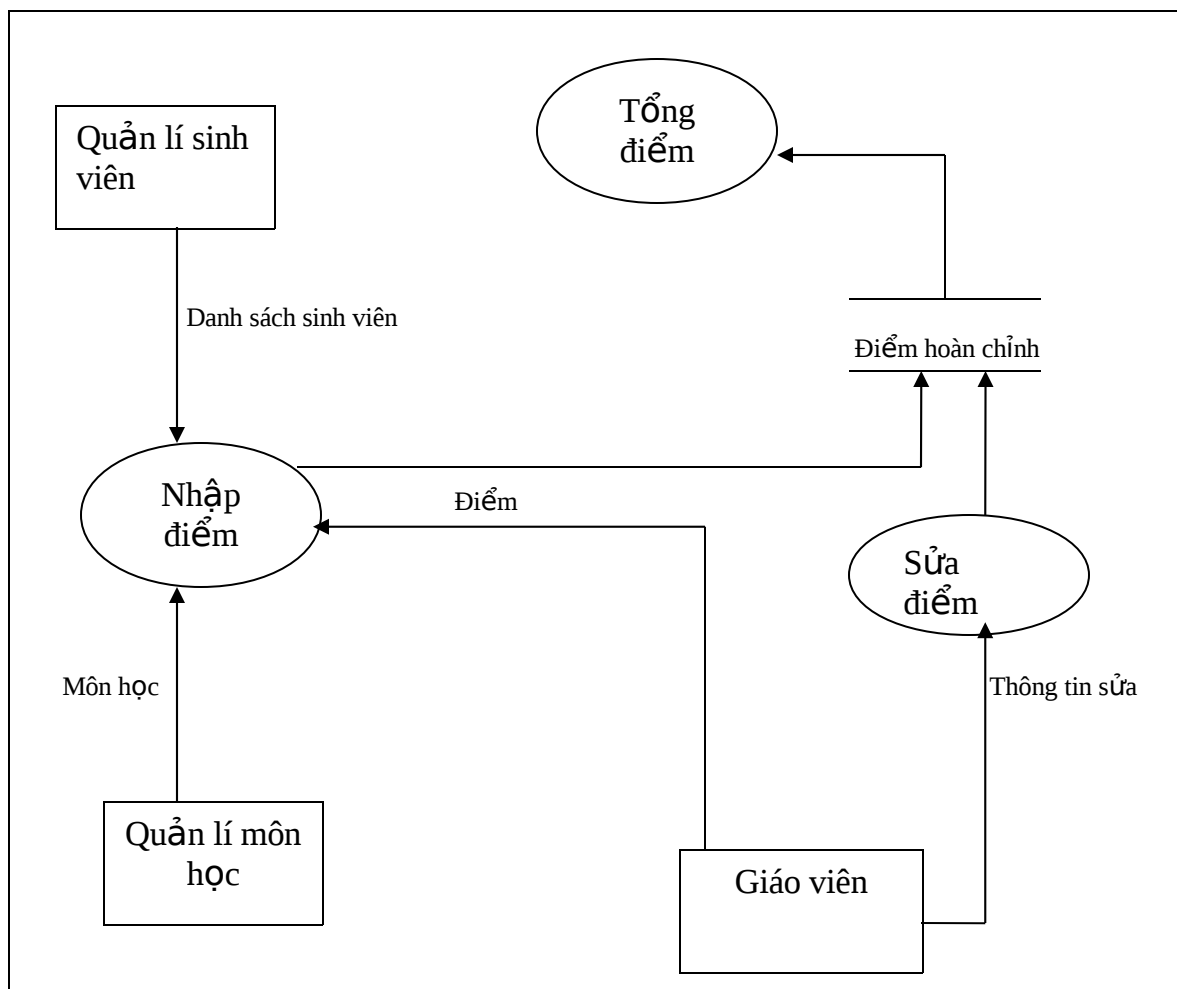 Tổng
điểm
Quản lí sinh
viên
Danh sách sinh viên
Điểm hoàn chỉnh
Nhập
điểm
Điểm
Sửa
điểm
Môn học
Thông tin sửa
Quản lí môn
học
Giáo viên